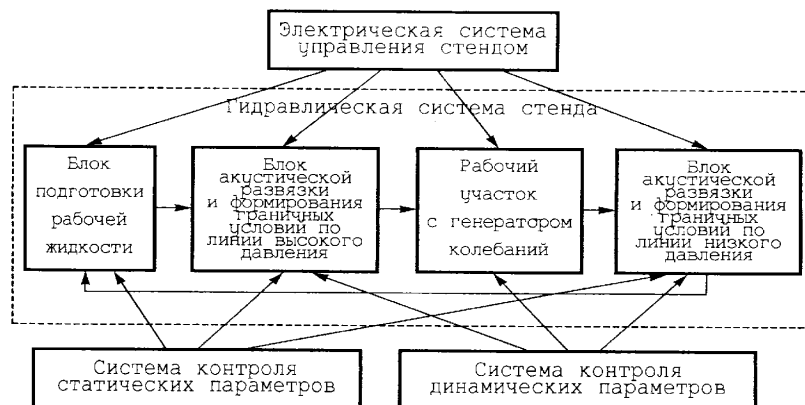 Электрическая система
управления стендом
Гидравлическая система стенда
Блок
подготовки
рабочей
жидкости
Блок
акустической
развязки
и формирования
граничных
условий по
линии высокого
давления
Рабочий
участок
с генератором
колебаний
Блок
акустической
развязки
и формирования
граничных
условий по
линии низкого
давления
Система контроля
статических параметров
Система контроля
динамических параметров